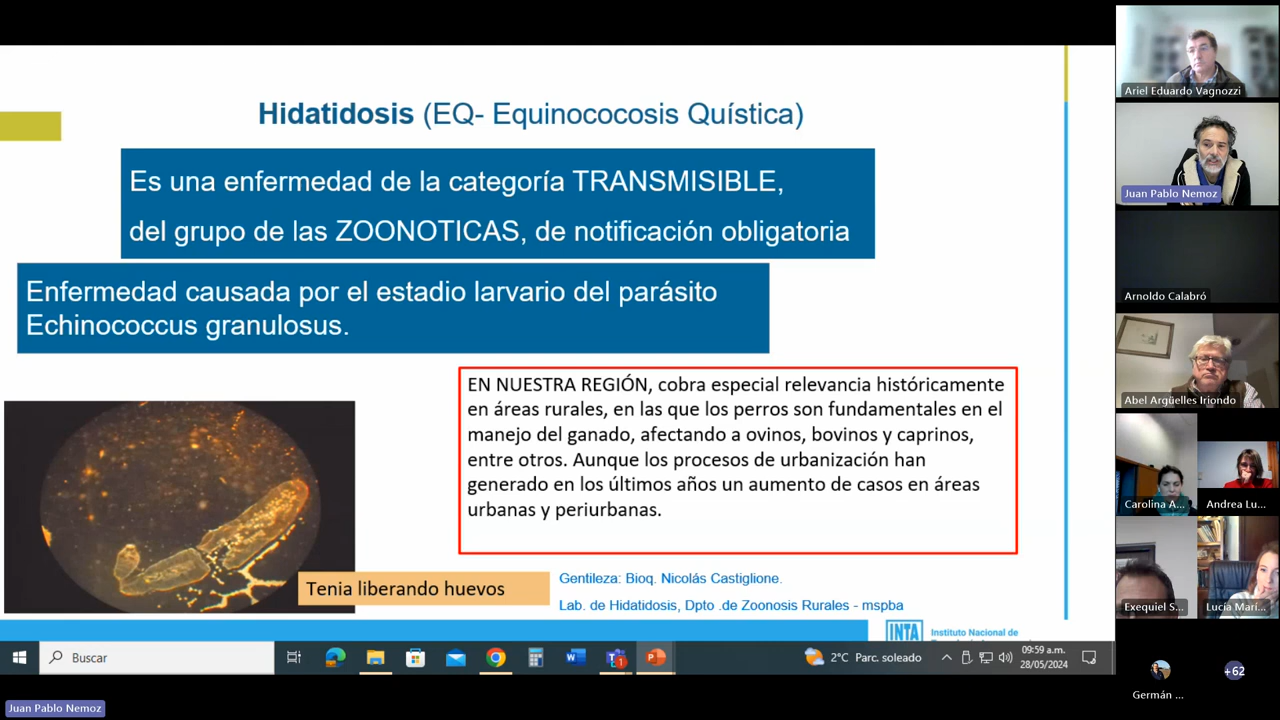 Hidatidosis (EQ- Equinococosis Quística)
Es una enfermedad de la categoría TRANSMISIBLE,
del grupo de las ZOONOTICAS, de notificación obligatoria
Enfermedad causada por el estadio larvario del parásito
Echinococcus granulosus.
EN NUESTRA REGIÓN, cobra especial relevancia históricamente
en áreas rurales, en las que los perros son fundamentales en el
manejo del ganado, afectando a ovinos, bovinos y caprinos,
entre otros. Aunque los procesos de urbanización han
generado en los últimos años un aumento de casos en áreas
urbanas y periurbanas.
Tenia liberando huevos
Gentileza: Bioq. Nicolás Castiglione.
Lab. de Hidatidosis, Dpto .de Zoonosis Rurales - mspba
INTA
Instituto Nacional de
Buscar
2°C Parc. soleado
09:59 a.m.
28/05/2024
Ariel Eduardo Vagnozzi
Juan Pablo Nemoz
Arnoldo Calabró
Abel Argüelles Iriondo
Carolina A...
Andrea Lu...
Exequiel S...
Lucía Marí...
Germán ...
+62
Juan Pablo Nemoz